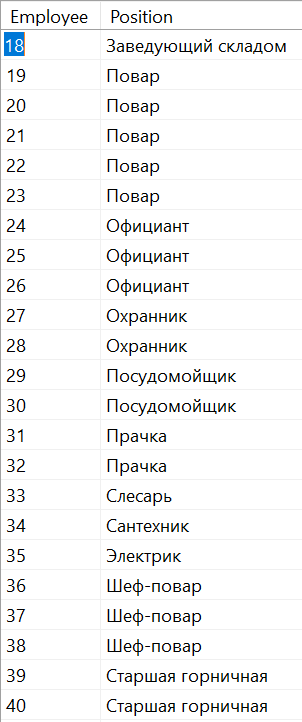 Employee Position
18 Заведующий складом
19 Повар
20 Повар
21 Повар
22 Повар
23 Повар
24 Официант
25 Официант
26 Официант
27 Охранник
28 Охранник
29 Посудомойщик
30 Посудомойщик
31 Прачка
32 Прачка
33 Слесарь
34 Сантехник
35 Электрик
36 Шеф-повар
37 Шеф-повар
38 Шеф-повар
39 Старшая горничная
40 Старшая горничная